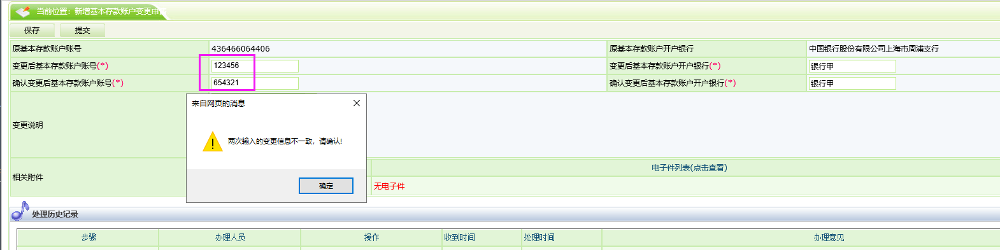 当前位置：新增基本存款账户变更申
保存 提交
原基本存款账户账号 436466064406 原基本存款账户开户银行 中国银行股份有限公司上海市周浦支行
变更后基本存款账户账号(*) 123456 变更后基本存款账户开户银行(*) 银行甲
确认变更后基本存款账户账号(*) 654321 确认变更后基本存款账户开户银行(*) 银行甲
来自网页的消息
变更说明
两次输入的变更信息不一致，请确认!
确定
相关附件
电子件列表(点击查看)
无电子件
处理历史记录
步骤 办理人员 操作 收到时间 处理时间 办理意见